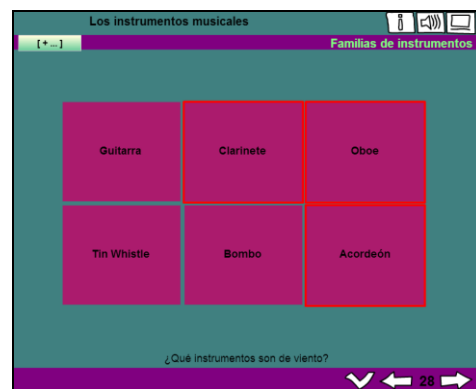 Los instrumentos musicales
[+...]
Familias de instrumentos
Guitarra
Clarinete
Oboe
Tin Whistle
Bombo
Acordeón
¿Qué instrumentos son de viento?
28